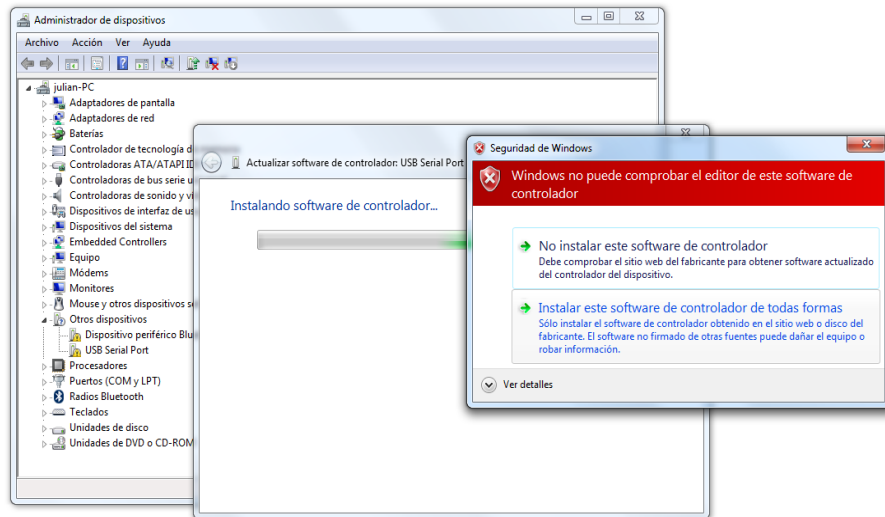 Administrador de dispositivos
Archivo Acción Ver Ayuda
julian-PC
Adaptadores de pantalla
Adaptadores de red
Baterías
Controlador de tecnología d
Controladoras ATA/ATAPI ID
Controladoras de bus serie u
Controladoras de sonido y vi
Dispositivos de interfaz de us
Dispositivos del sistema
Embedded Controllers
Equipo
Módems
Monitores
Mouse y otros dispositivos se
Otros dispositivos
Dispositivo periférico Blu
USB Serial Port
Procesadores
Puertos (COM y LPT)
Radios Bluetooth
Teclados
Unidades de disco
Unidades de DVD o CD-ROM
Actualizar software de controlador: USB Serial Port
Instalando software de controlador...
Seguridad de Windows
Windows no puede comprobar el editor de este software de
controlador
No instalar este software de controlador
Debe comprobar el sitio web del fabricante para obtener software actualizado
del controlador del dispositivo.
Instalar este software de controlador de todas formas
Sólo instalar el software de controlador obtenido en el sitio web o disco del
fabricante. El software no firmado de otras fuentes puede dañar el equipo o
robar información.
Ver detalles